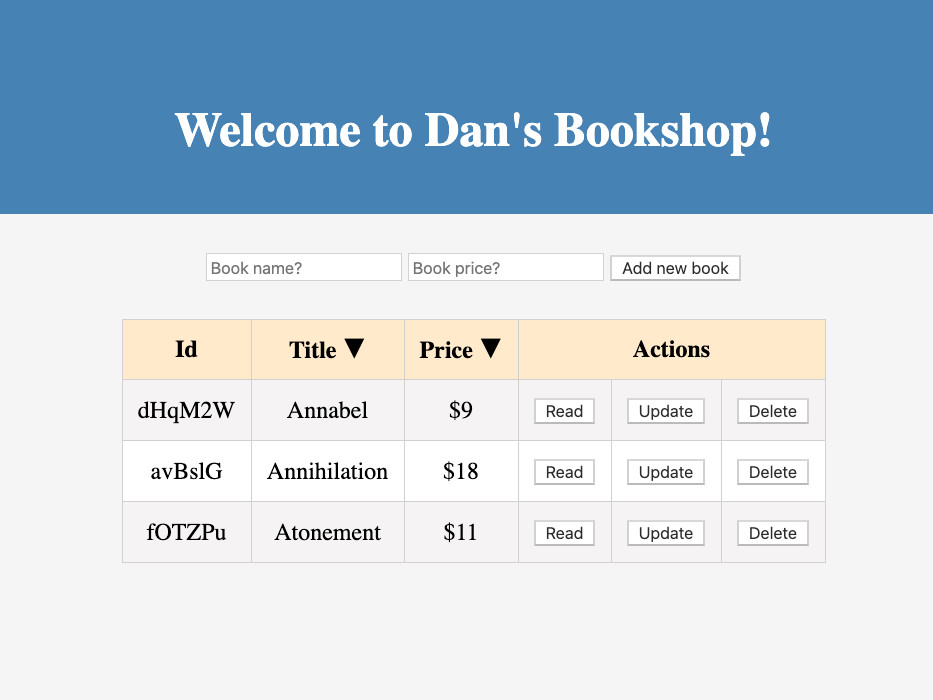 Welcome to Dan's Bookshop!
Book name? Book price? Add new book
Id Title ▼ Price ▼ Actions
dHqM2W Annabel $9 Read Update Delete
avBslG Annihilation $18 Read Update Delete
fOTZPu Atonement $11 Read Update Delete